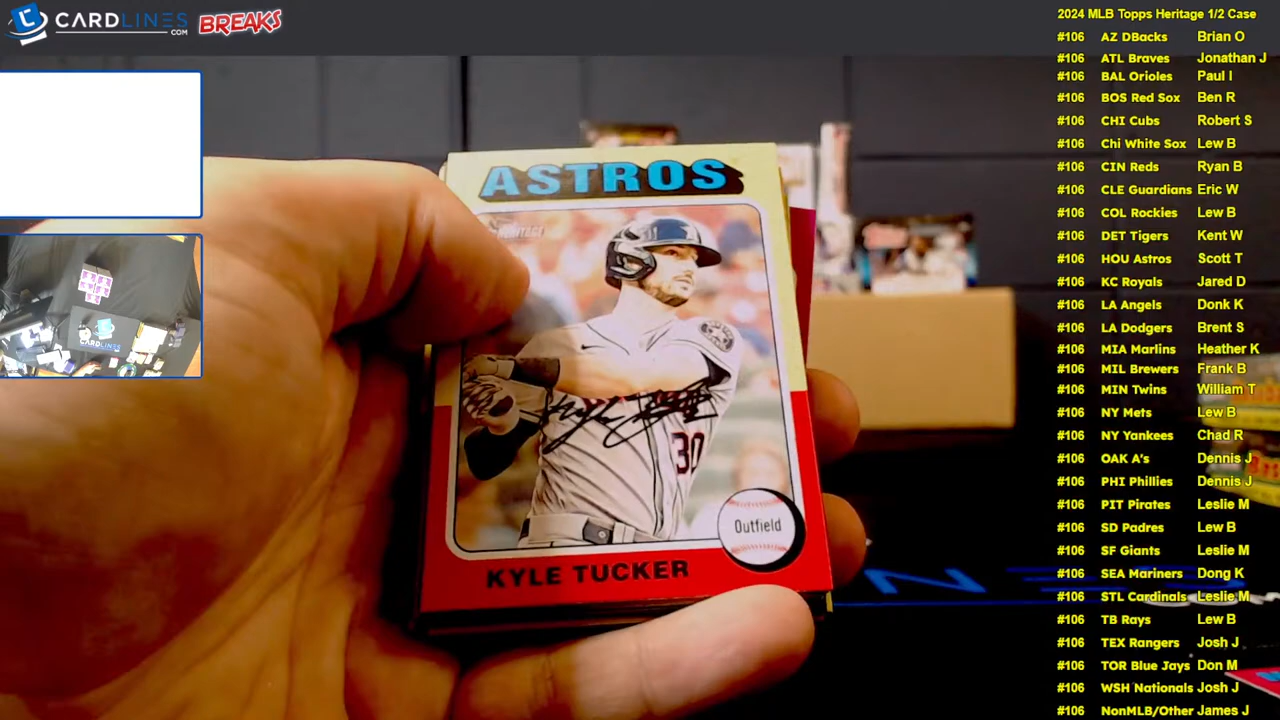 CARDLINES
.COM
BREAKS
2024 MLB Topps Heritage 1/2 Case
#106 AZ DBacks Brian O
#106 ATL Braves Jonathan J
#106 BAL Orioles Paul I
#106 BOS Red Sox Ben R
#106 CHI Cubs Robert S
#106 Chi White Sox Lew B
#106 CIN Reds Ryan B
#106 CLE Guardians Eric W
#106 COL Rockies Lew B
#106 DET Tigers Kent W
#106 HOU Astros Scott T
#106 KC Royals Jared D
#106 LA Angels Donk K
#106 LA Dodgers Brent S
#106 MIA Marlins Heather K
#106 MIL Brewers Frank B
#106 MIN Twins William T
#106 NY Mets Lew B
#106 NY Yankees Chad R
#106 OAK A's Dennis J
#106 PHI Phillies Dennis J
#106 PIT Pirates Leslie M
#106 SD Padres Lew B
#106 SF Giants Leslie M
#106 SEA Mariners Dong K
#106 STL Cardinals Leslie M
#106 TB Rays Lew B
#106 TEX Rangers Josh J
#106 TOR Blue Jays Don M
#106 WSH Nationals Josh J
#106 NonMLB/Other James J
ASTROS
HERITAGE
30
Outfield
KYLE TUCKER
CARDLINES